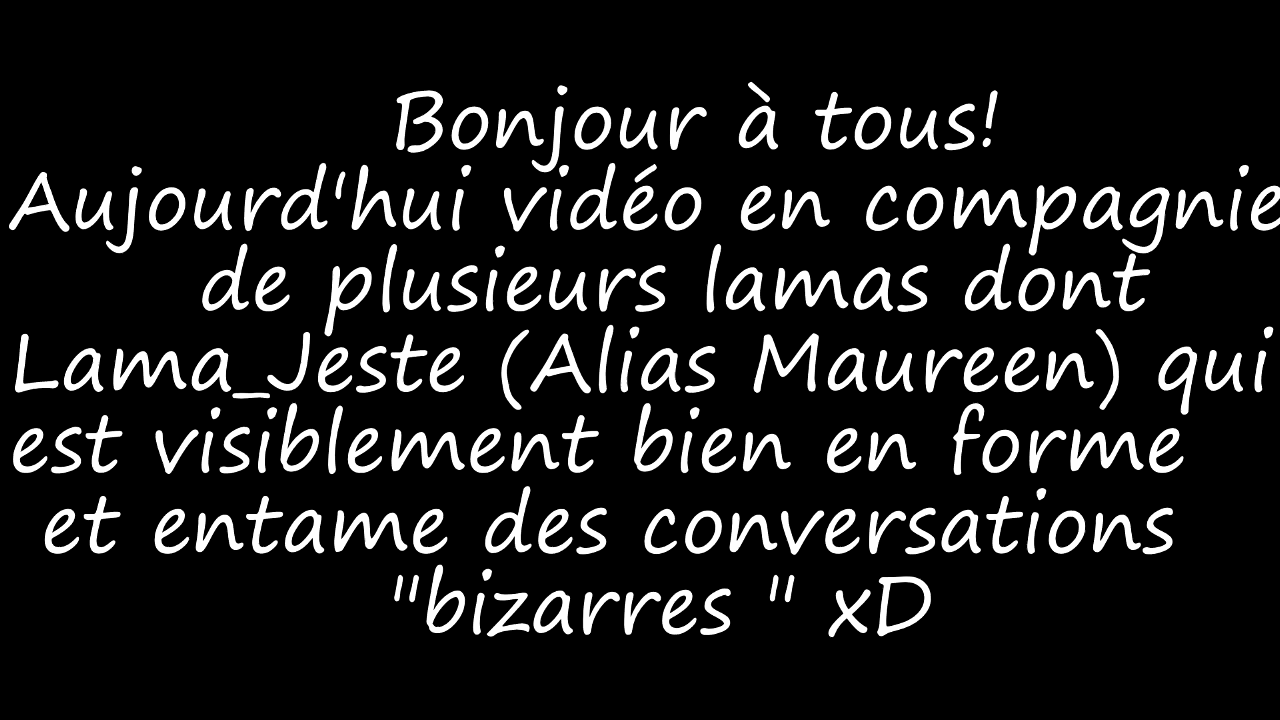 Bonjour à tous!
Aujourd'hui vidéo en compagnie
de plusieurs lamas dont
Lama_Jeste (Alias Maureen) qui
est visiblement bien en forme
et entame des conversations
"bizarres " xD